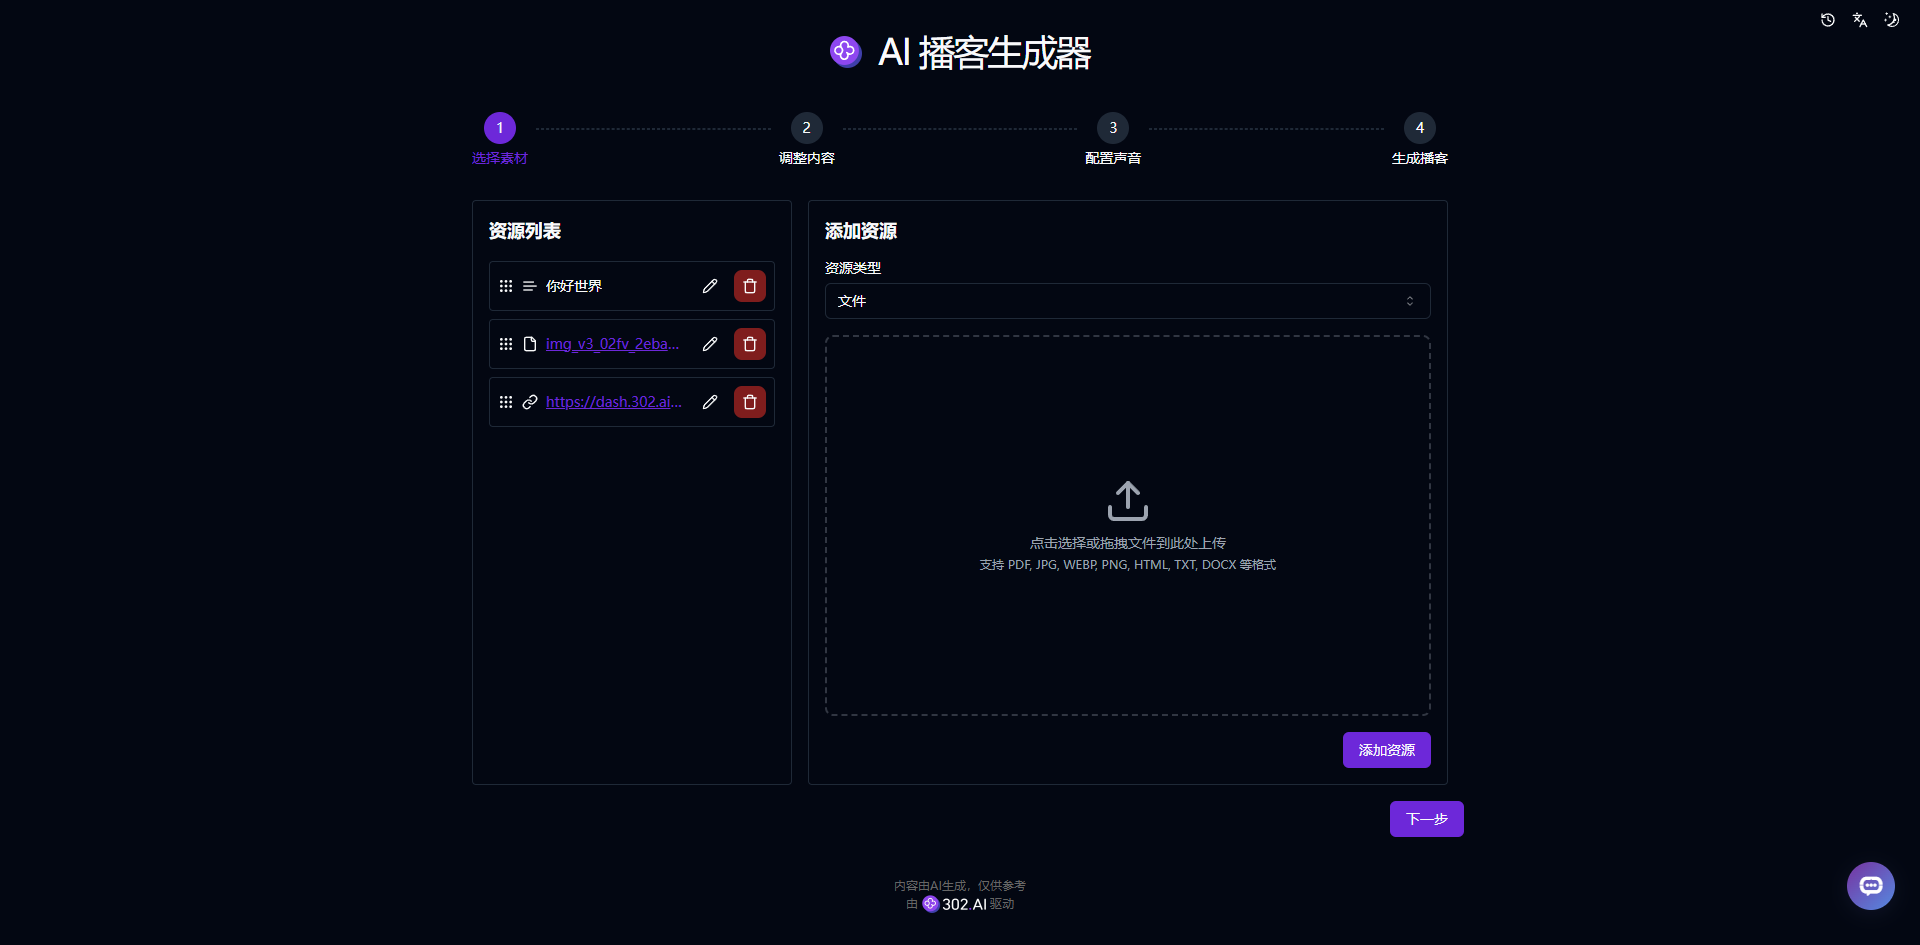 AI 播客生成器
1
2
3
4
选择素材
调整内容
配置声音
生成播客
资源列表
你好世界
img_v3_02fv_2eba...
https://dash.302.ai...
添加资源
资源类型
文件
点击选择或拖拽文件到此处上传
支持 PDF, JPG, WEBP, PNG, HTML, TXT, DOCX 等格式
添加资源
下一步
内容由AI生成，仅供参考
由 302.AI 驱动